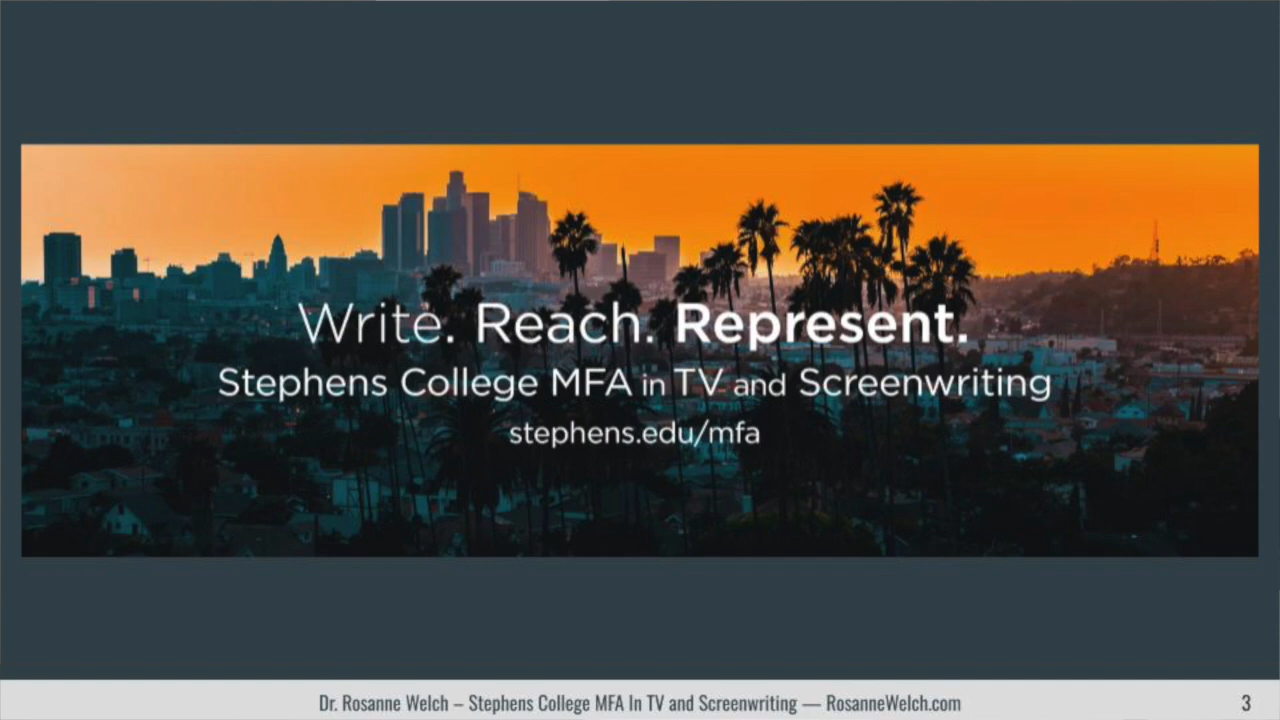 Write. Reach. Represent.
Stephens College MFA in TV and Screenwriting
stephens.edu/mfa
Dr. Rosanne Welch – Stephens College MFA In TV and Screenwriting — RosanneWelch.com
3